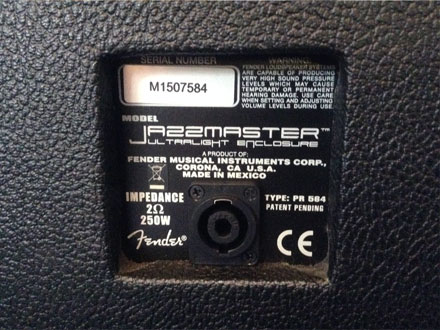 SERIAL NUMBER
M1507584
WARNING:
FENDER LOUDSPEAKER SYSTEMS
ARE CAPABLE OF PRODUCING
VERY HIGH SOUND PRESSURE
LEVELS WHICH MAY CAUSE
TEMPORARY OR PERMANENT
HEARING DAMAGE. USE CARE
WHEN SETTING AND ADJUSTING
VOLUME LEVELS DURING USE.
MODEL
JAZZMASTER™
ULTRALIGHT ENCLOSURE
A PRODUCT OF:
FENDER MUSICAL INSTRUMENTS CORP.,
CORONA, CA U.S.A.
MADE IN MEXICO
IMPEDANCE
2Ω
250W
TYPE: PR 584
PATENT PENDING
Fender
CE